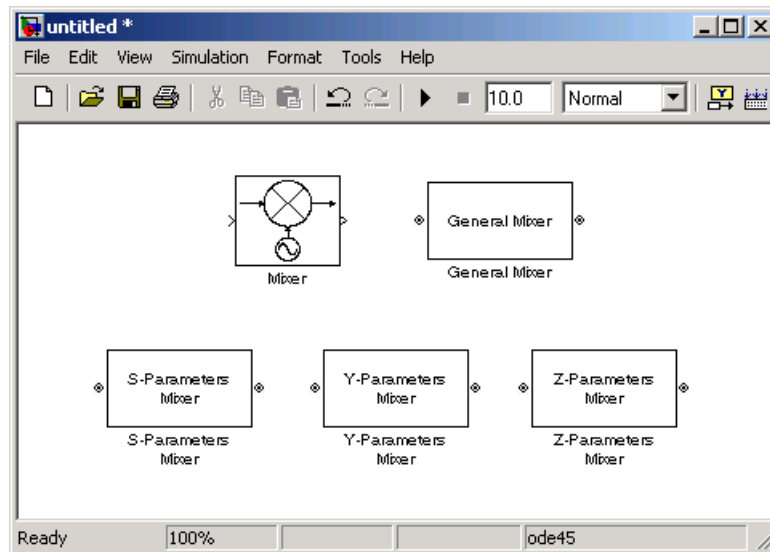 untitled *
File Edit View Simulation Format Tools Help
10.0 Normal
General Mixer
Mixer
General Mixer
S-Parameters Y-Parameters Z-Parameters
Mixer Mixer Mixer
S-Parameters Y-Parameters Z-Parameters
Mixer Mixer Mixer
Ready 100% ode45